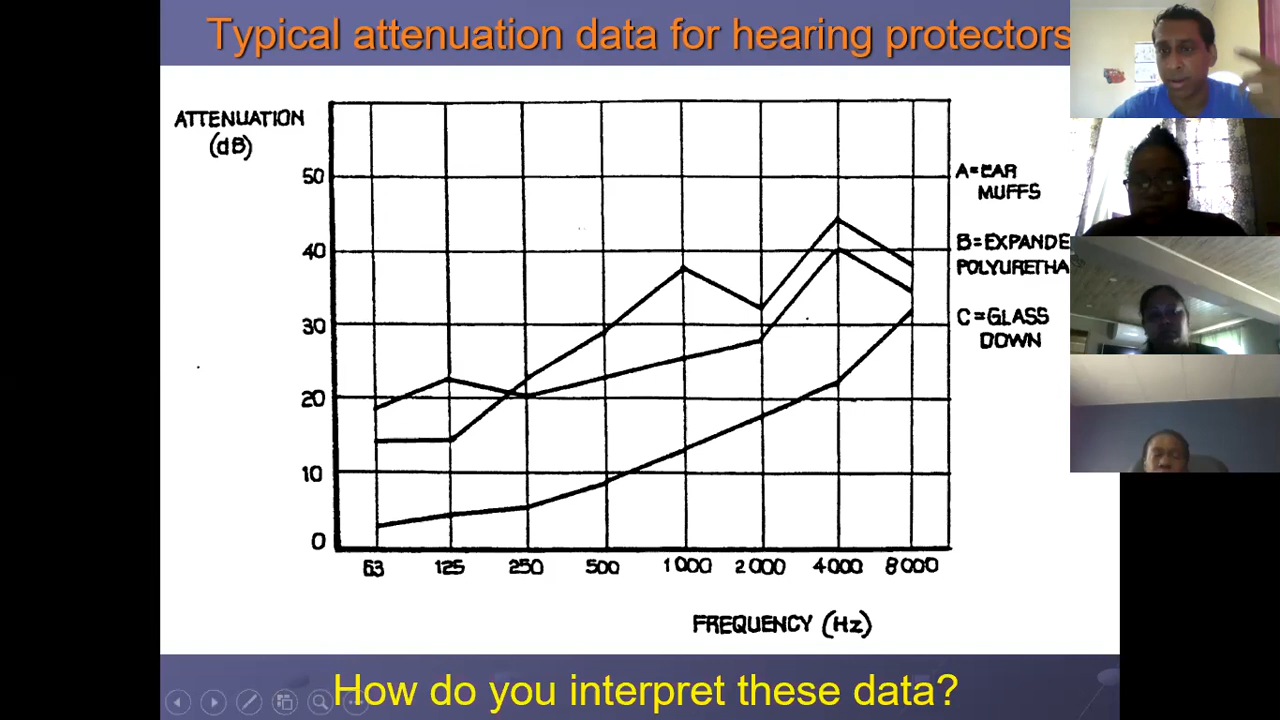 Typical attenuation data for hearing protectors
ATTENUATION
(dB)
50
40
30
20
10
0
63
125
250
500
1000
2000
4000
8000
FREQUENCY (Hz)
A=EAR
MUFFS
B=EXPANDE
POLYURETHA
C=GLASS
DOWN
How do you interpret these data?